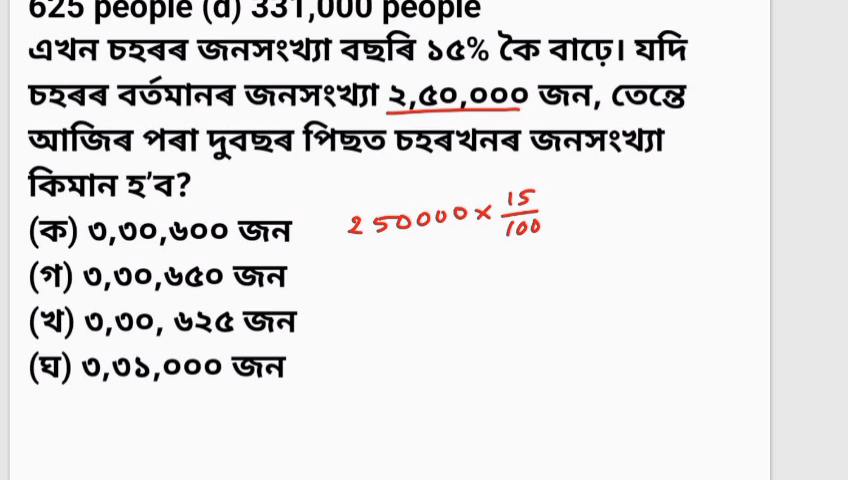 625 people (d) 331,000 people
এখন চহৰৰ জনসংখ্যা বছৰি ১৫% কৈ বাঢ়ে। যদি
চহৰৰ বৰ্তমানৰ জনসংখ্যা ২,৫০,০০০ জন, তেন্তে
আজিৰ পৰা দুবছৰ পিছত চহৰখনৰ জনসংখ্যা
কিমান হ'ব?
(ক) ৩,৩০,৬০০ জন
250000 × 15/100
(গ) ৩,৩০,৬৫০ জন
(খ) ৩,৩০, ৬২৫ জন
(ঘ) ৩,৩১,০০০ জন